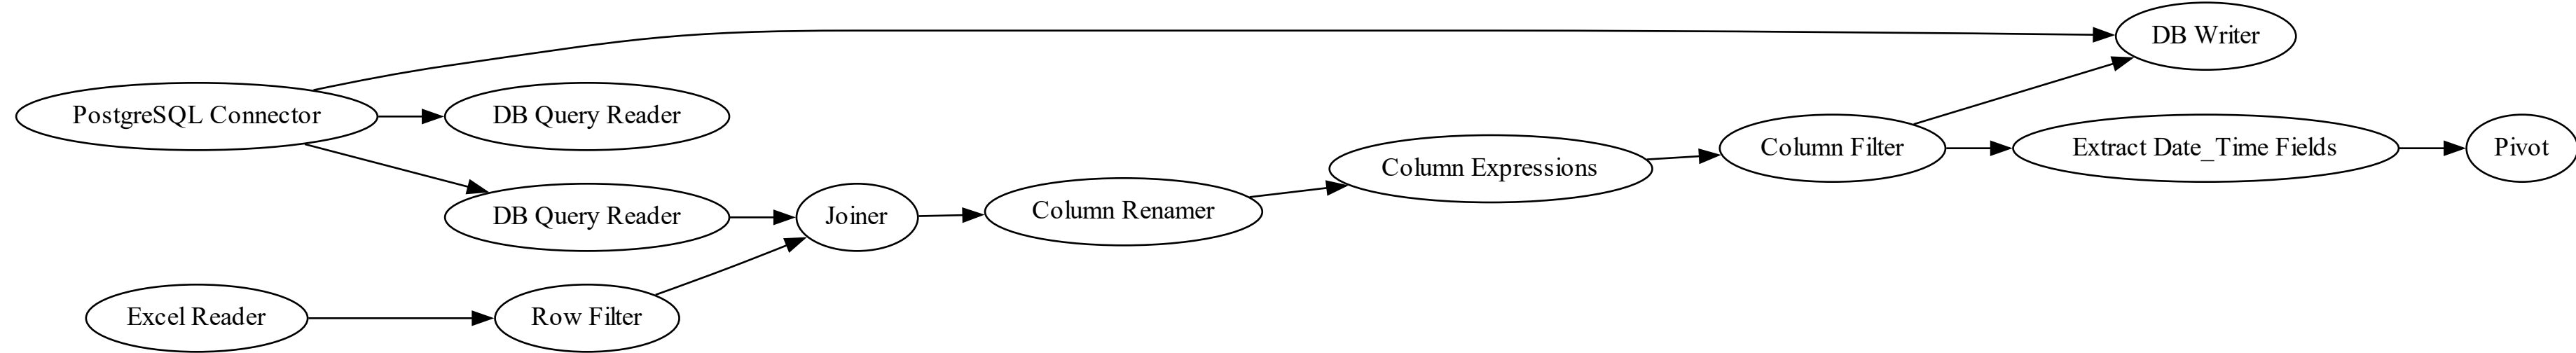 DB Writer
PostgreSQL Connector
DB Query Reader
Column Filter
Extract Date_Time Fields
Pivot
Column Expressions
DB Query Reader
Joiner
Column Renamer
Excel Reader
Row Filter